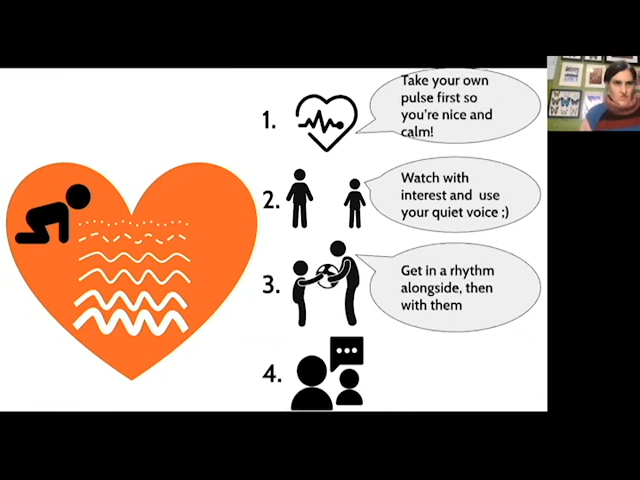 1.
Take your own
pulse first so
you're nice and
calm!
2.
Watch with
interest and use
your quiet voice ;)
3.
Get in a rhythm
alongside, then
with them
4.